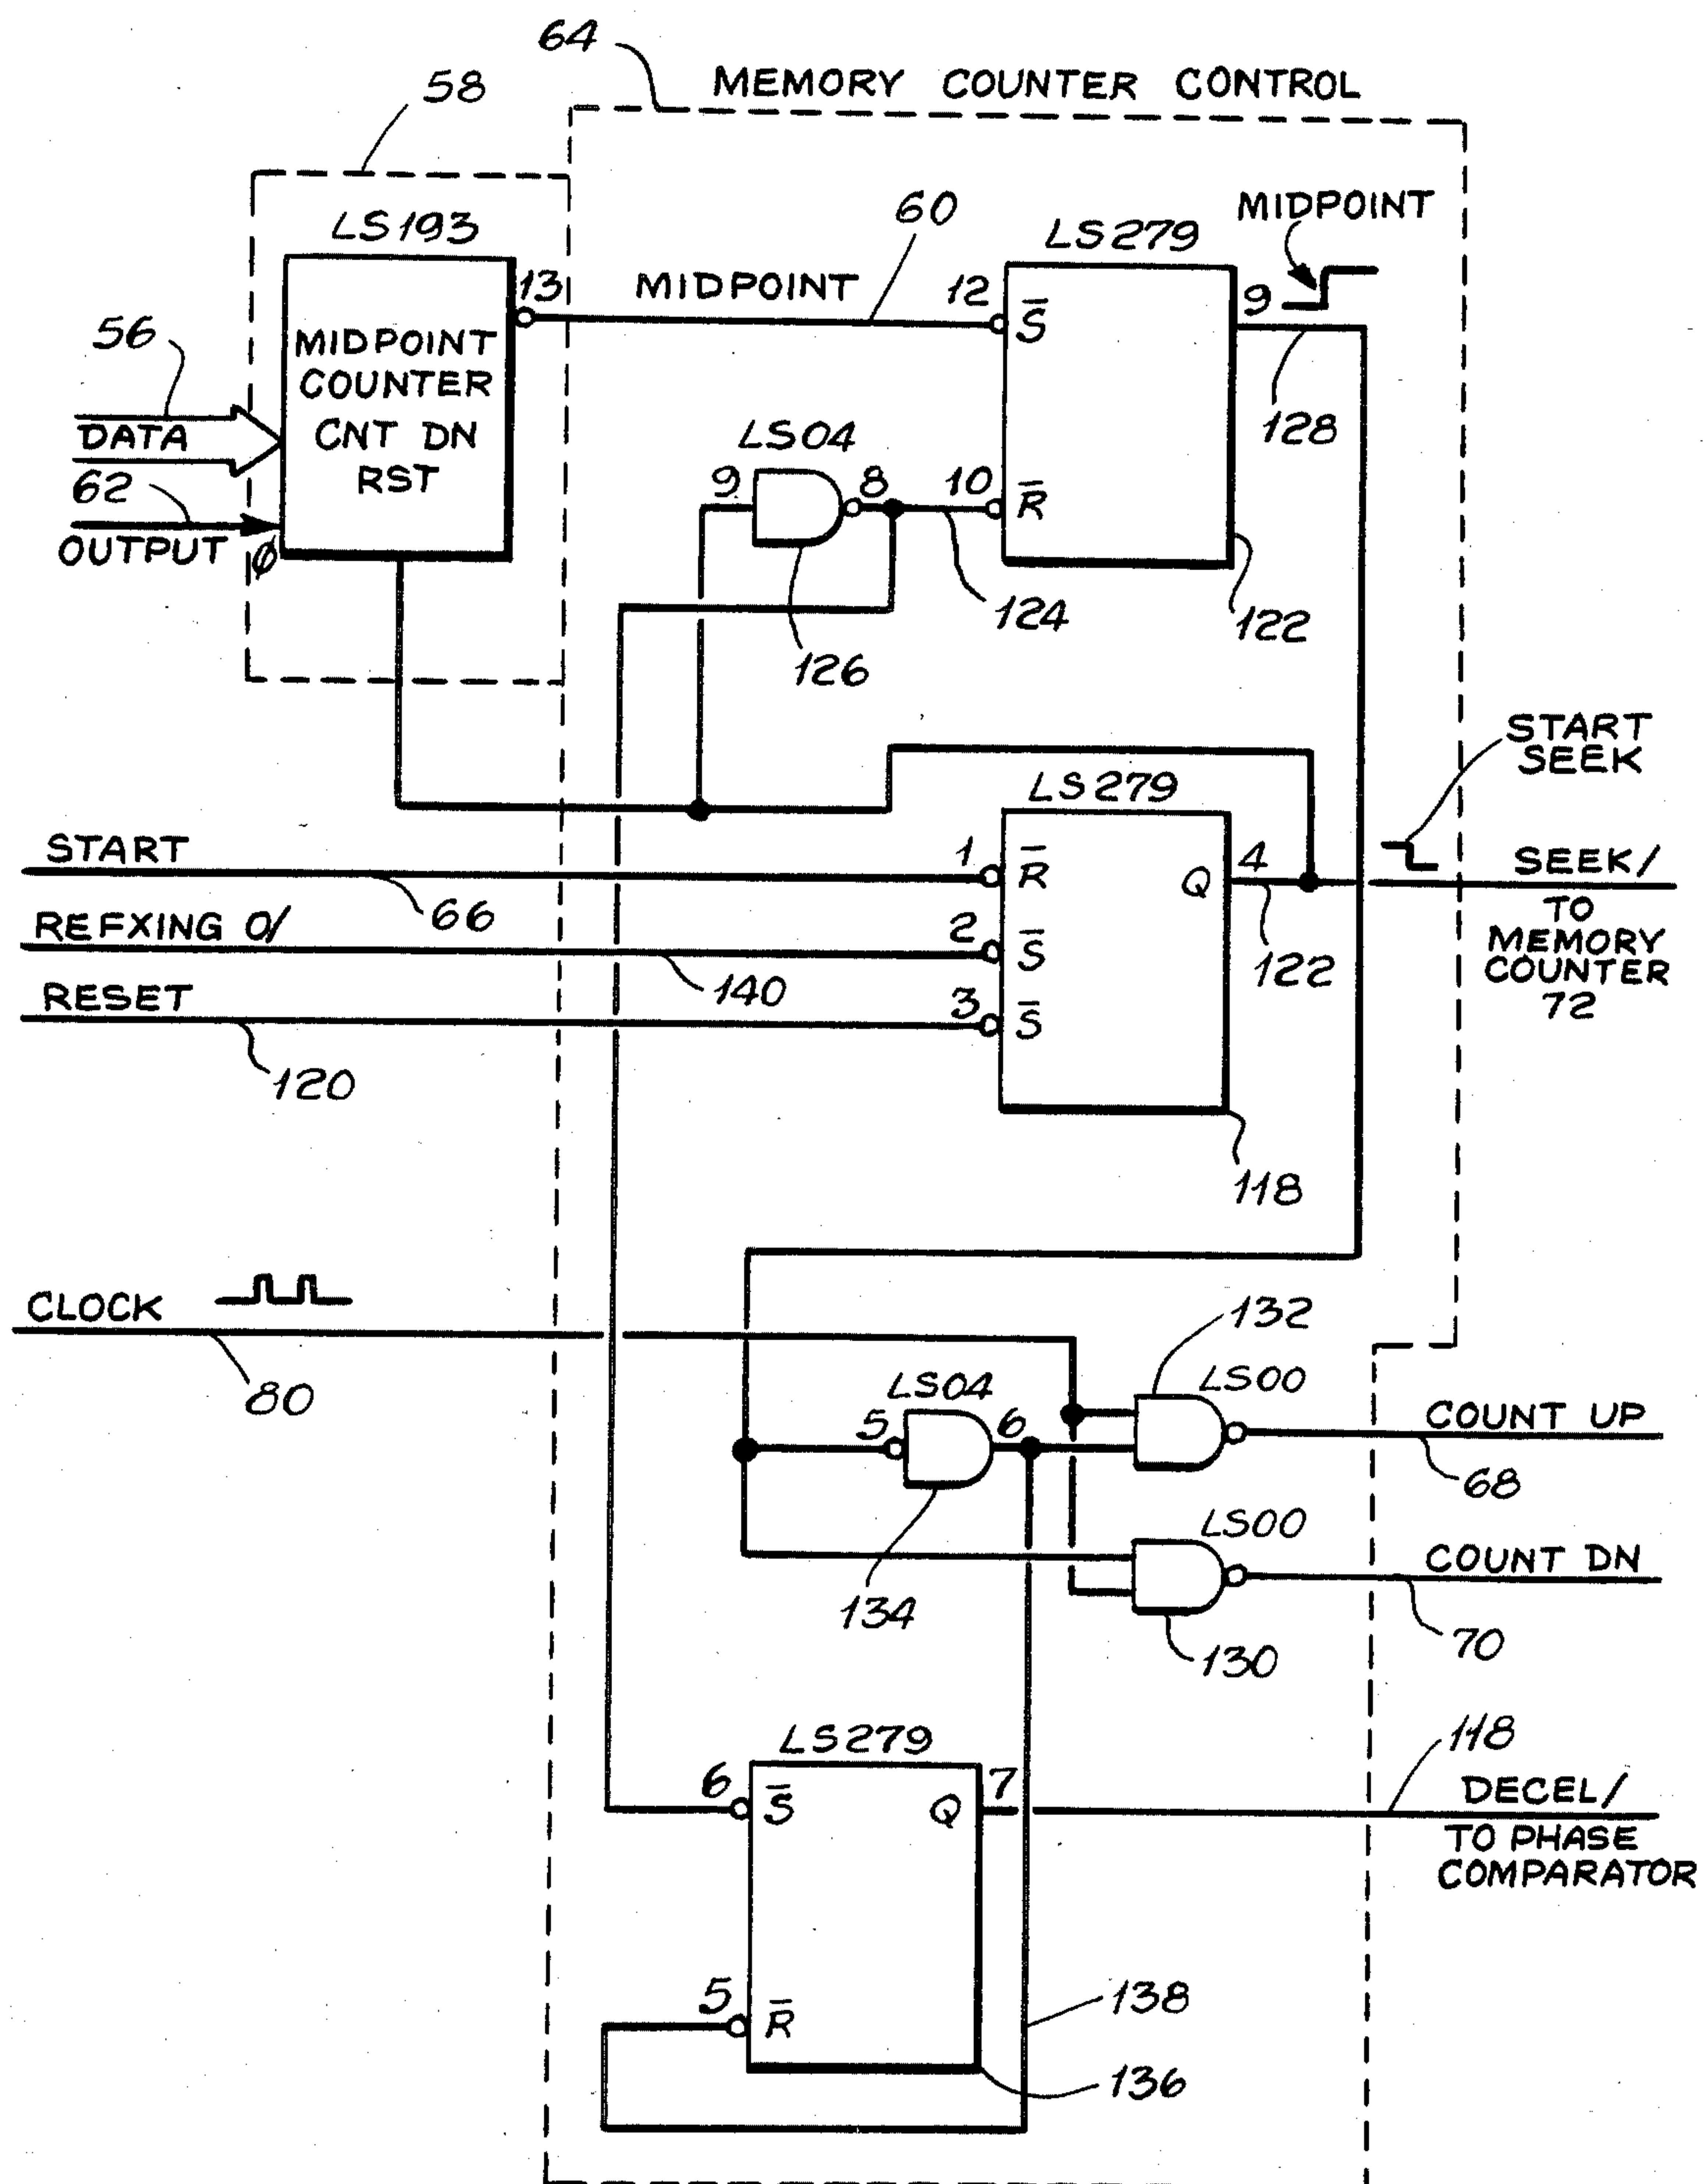 64
MEMORY COUNTER CONTROL
58
LS193
13
MIDPOINT
60
12
LS279
MIDPOINT
9
S̅
128
56
DATA
62
OUTPUT
φ
MIDPOINT
COUNTER
CNT DN
RST
LS04
9
8
10
R̅
124
126
122
START
SEEK
LS279
START
66
1
R̅
Q
4
122
SEEK/
TO
MEMORY
COUNTER
72
REFXING 0/
140
2
S̅
RESET
120
3
S̅
118
CLOCK
80
132
LS04
5
6
LS00
COUNT UP
68
134
LS00
COUNT DN
70
130
LS279
6
S̅
Q
7
118
DECEL/
TO PHASE
COMPARATOR
5
R̅
138
136